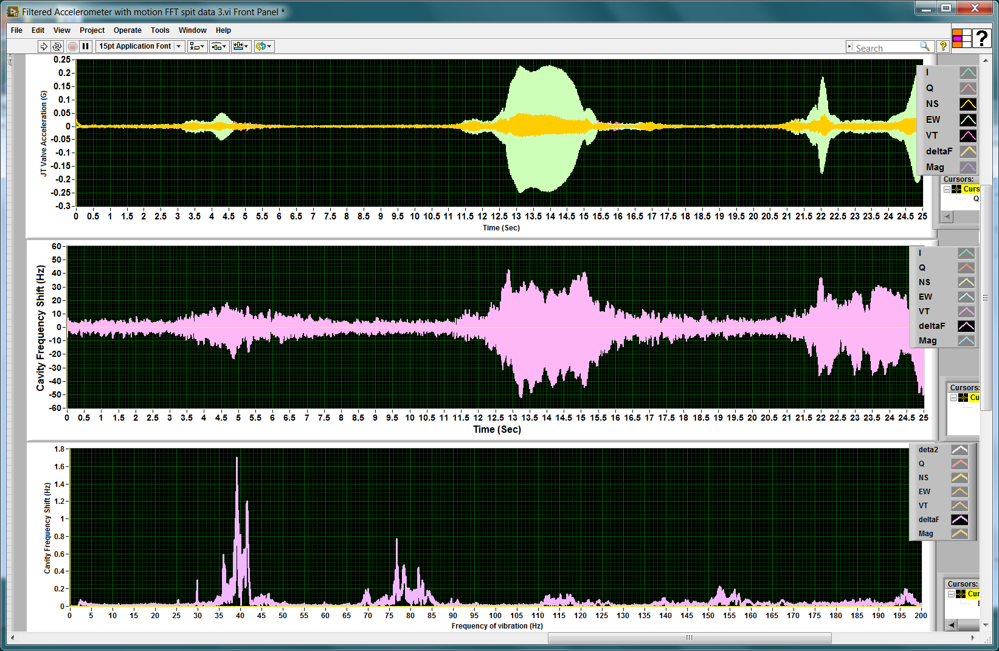 Filtered Accelerometer with motion FFT spit data 3.vi Front Panel *
File Edit View Project Operate Tools Window Help
15pt Application Font
Search
?
?
JT Valve Acceleration (G)
0.25
0.2
0.15
0.1
0.05
0
-0.05
-0.1
-0.15
-0.2
-0.25
-0.3
0 0.5 1 1.5 2 2.5 3 3.5 4 4.5 5 5.5 6 6.5 7 7.5 8 8.5 9 9.5 10 10.5 11 11.5 12 12.5 13 13.5 14 14.5 15 15.5 16 16.5 17 17.5 18 18.5 19 19.5 20 20.5 21 21.5 22 22.5 23 23.5 24 24.5 25
Time (Sec)
I
Q
NS
EW
VT
deltaF
Mag
Cursors:
Curs
Q
Cavity Frequency Shift (Hz)
60
50
40
30
20
10
0
-10
-20
-30
-40
-50
-60
0 0.5 1 1.5 2 2.5 3 3.5 4 4.5 5 5.5 6 6.5 7 7.5 8 8.5 9 9.5 10 10.5 11 11.5 12 12.5 13 13.5 14 14.5 15 15.5 16 16.5 17 17.5 18 18.5 19 19.5 20 20.5 21 21.5 22 22.5 23 23.5 24 24.5 25
Time (Sec)
I
Q
NS
EW
VT
deltaF
Mag
Cursors:
Cu
Cavity Frequency Shift (Hz)
1.8
1.6
1.4
1.2
1
0.8
0.6
0.4
0.2
0
0 5 10 15 20 25 30 35 40 45 50 55 60 65 70 75 80 85 90 95 100 105 110 115 120 125 130 135 140 145 150 155 160 165 170 175 180 185 190 195 200
Frequency of vibration (Hz)
deta2
Q
NS
EW
VT
deltaF
Mag
Cursors:
Cur